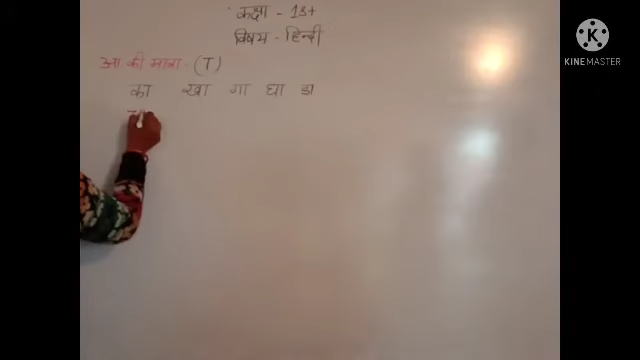 कक्षा - 1st
विषय - हिन्दी
आ की मात्रा - (ा)
का खा गा घा ङा
KINEMASTER